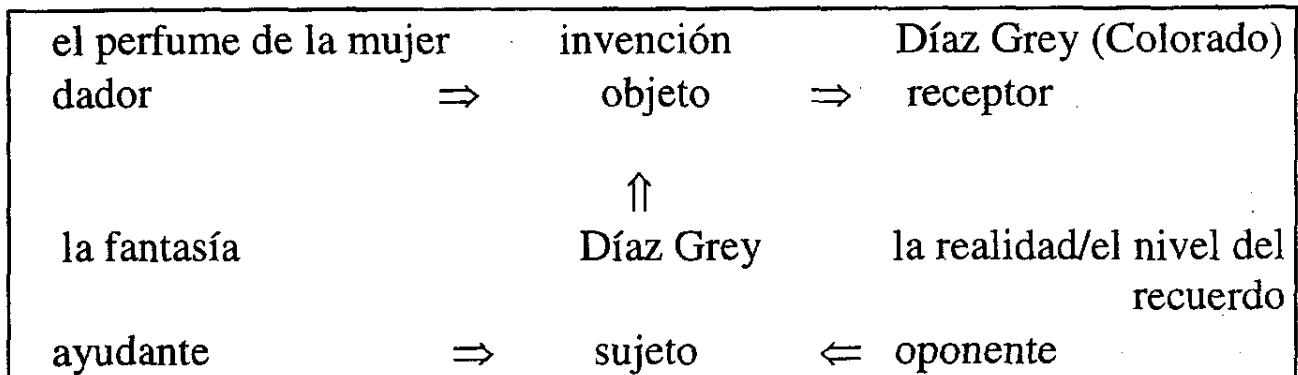 el perfume de la mujer invención Díaz Grey (Colorado)
dador ⇒ objeto ⇒ receptor
⇑
la fantasía Díaz Grey la realidad/el nivel del
recuerdo
ayudante ⇒ sujeto ⇐ oponente